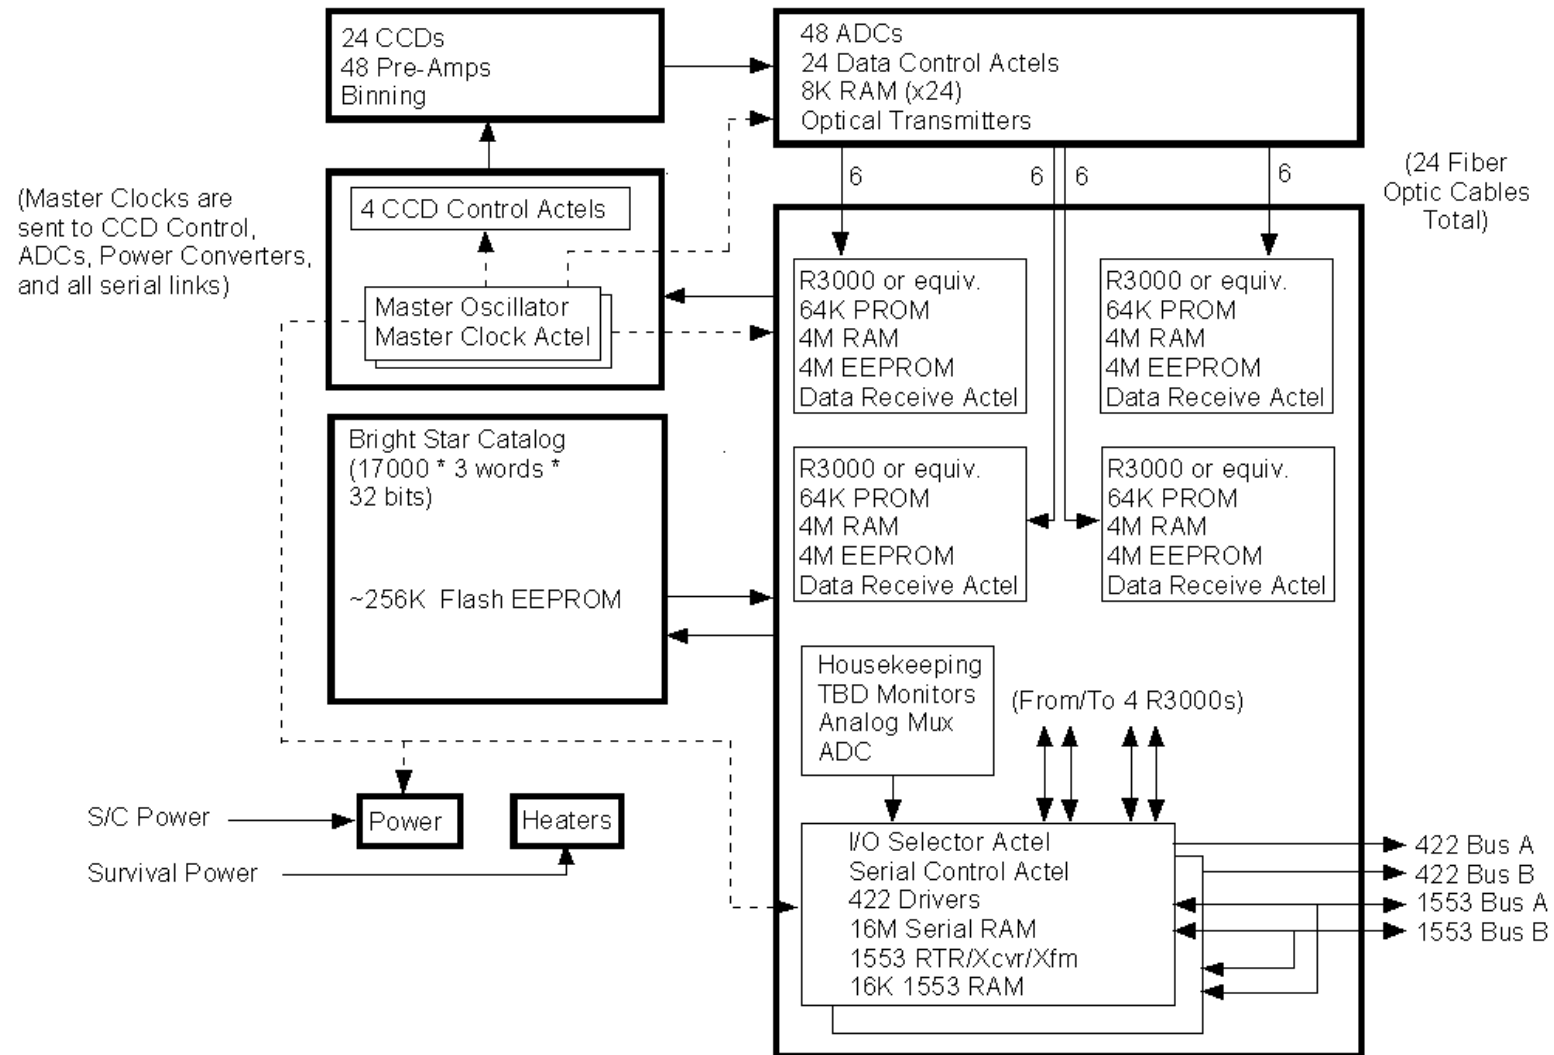 24 CCDs
48 Pre-Amps
Binning
48 ADCs
24 Data Control Actels
8K RAM (x24)
Optical Transmitters
6
6
6
6
(24 Fiber
Optic Cables
Total)
(Master Clocks are
sent to CCD Control,
ADCs, Power Converters,
and all serial links)
4 CCD Control Actels
Master Oscillator
Master Clock Actel
R3000 or equiv.
64K PROM
4M RAM
4M EEPROM
Data Receive Actel
R3000 or equiv.
64K PROM
4M RAM
4M EEPROM
Data Receive Actel
Bright Star Catalog
(17000 * 3 words *
32 bits)
~256K Flash EEPROM
R3000 or equiv.
64K PROM
4M RAM
4M EEPROM
Data Receive Actel
R3000 or equiv.
64K PROM
4M RAM
4M EEPROM
Data Receive Actel
Housekeeping
TBD Monitors
Analog Mux
ADC
(From/To 4 R3000s)
S/C Power
Power
Heaters
Survival Power
I/O Selector Actel
Serial Control Actel
422 Drivers
16M Serial RAM
1553 RTR/Xcvr/Xfm
16K 1553 RAM
422 Bus A
422 Bus B
1553 Bus A
1553 Bus B